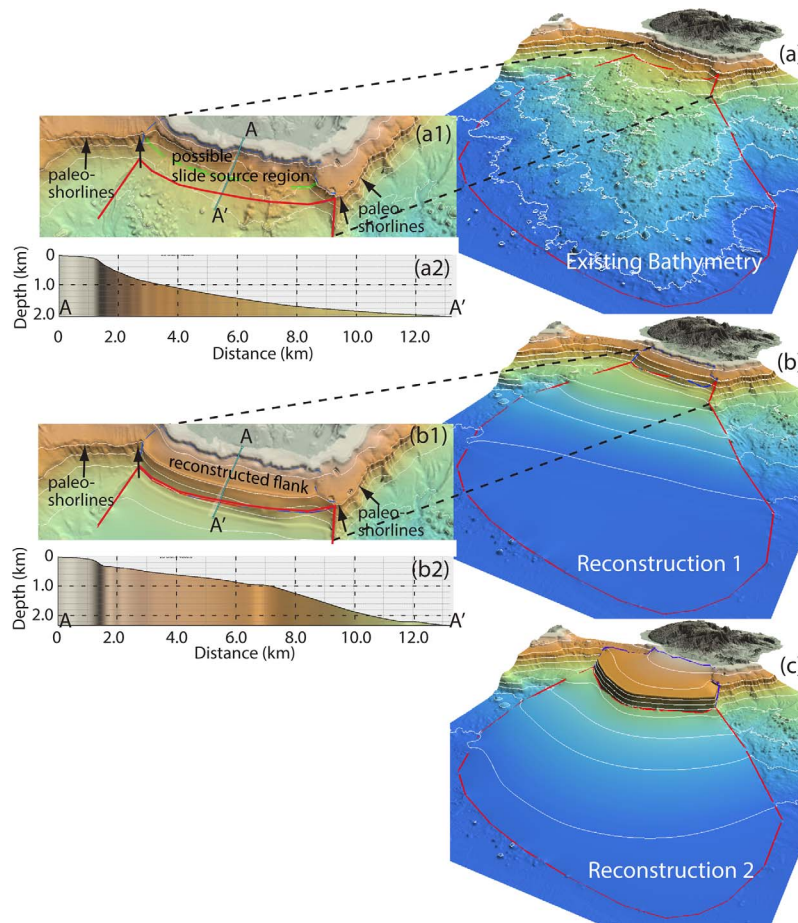 (a)
A
(a1)
possible
slide source
region
paleo-
shorlines
A'
paleo-
shorlines
Existing Bathymetry
0
1.0
2.0
Depth (km)
(a2)
A
A'
0
2.0
4.0
6.0
8.0
10.0
12.0
Distance (km)
(b)
A
(b1)
reconstructed flank
paleo-
shorlines
A'
paleo-
shorlines
Reconstruction 1
0
1.0
2.0
Depth (km)
(b2)
A
A'
0
2.0
4.0
6.0
8.0
10.0
12.0
Distance (km)
(c)
Reconstruction 2